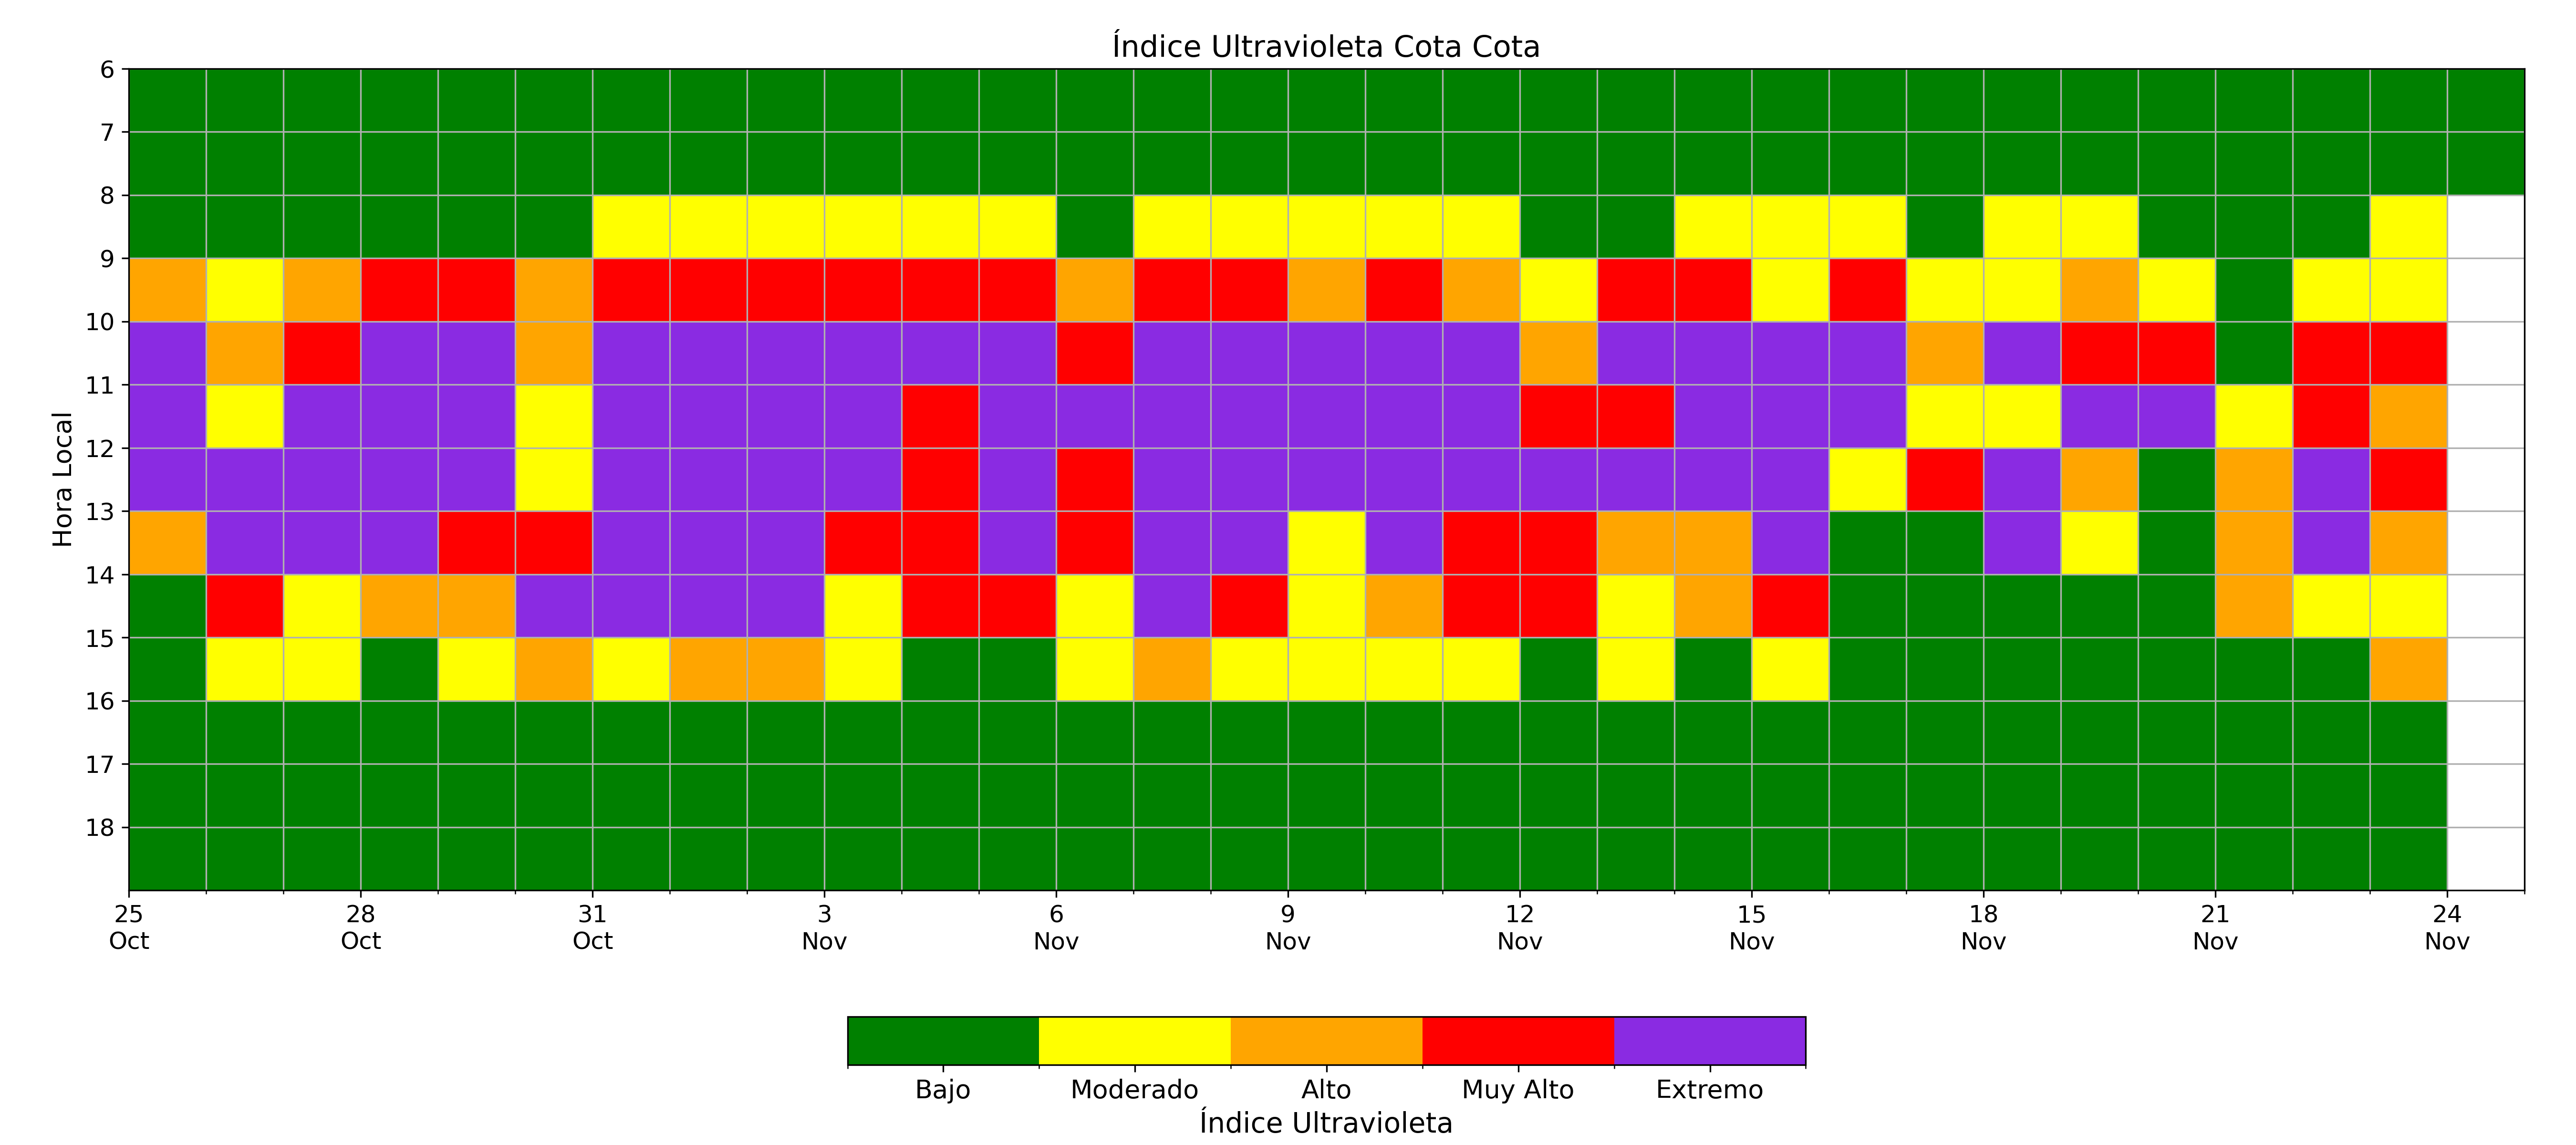 Índice Ultravioleta Cota Cota
Hora Local
6
7
8
9
10
11
12
13
14
15
16
17
18
25 28 31 3 6 9 12 15 18 21 24
Oct Oct Oct Nov Nov Nov Nov Nov Nov Nov Nov
Bajo Moderado Alto Muy Alto Extremo
Índice Ultravioleta